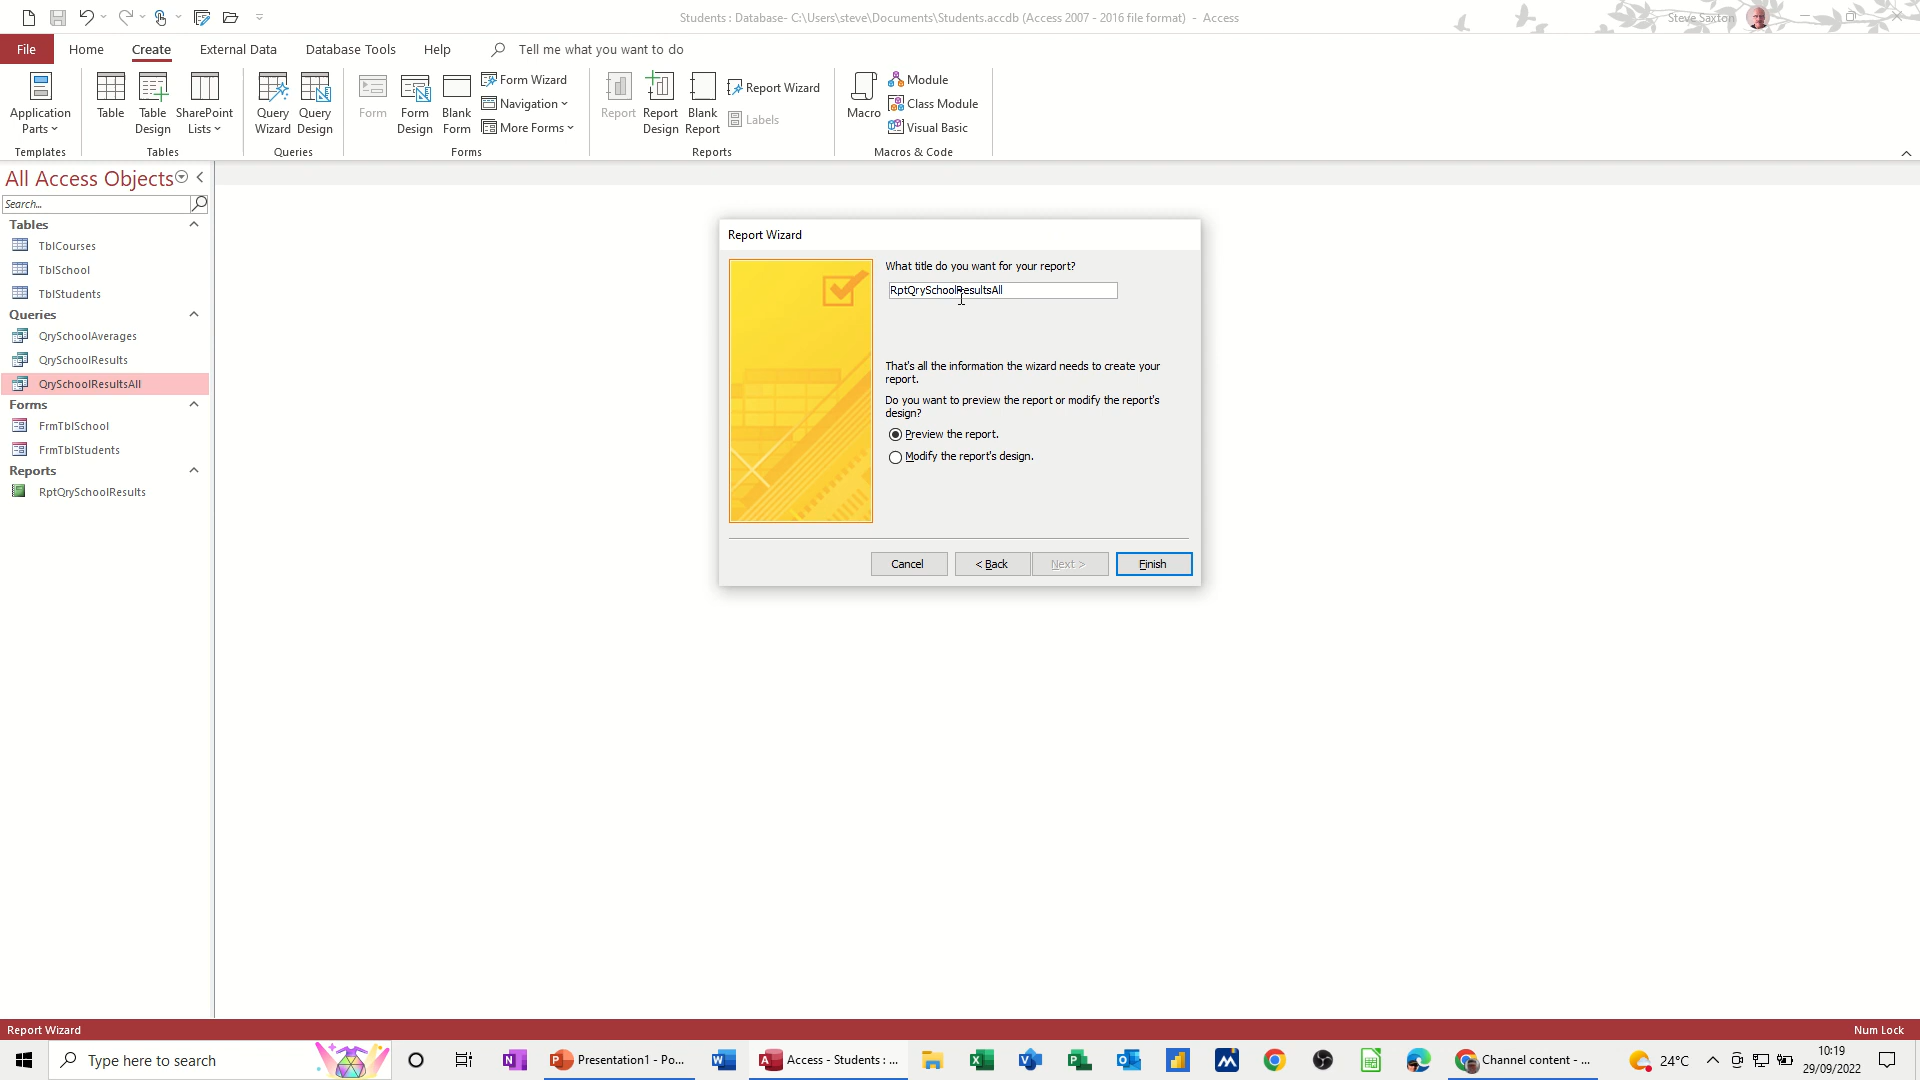 Students : Database- C:\Users\steve\Documents\Students.accdb (Access 2007 - 2016 file format) - Access
Steve Saxton
File Home Create External Data Database Tools Help Tell me what you want to do
Application Parts
Table
Table Design
SharePoint Lists
Query Wizard
Query Design
Form
Form Design
Blank Form
Form Wizard
Navigation
More Forms
Report
Report Design
Blank Report
Report Wizard
Labels
Macro
Module
Class Module
Visual Basic
Templates Tables Queries Forms Reports Macros & Code
All Access Objects
Search...
Tables
TblCourses
TblSchool
TblStudents
Queries
QrySchoolAverages
QrySchoolResults
QrySchoolResultsAll
Forms
FrmTblSchool
FrmTblStudents
Reports
RptQrySchoolResults
Report Wizard
What title do you want for your report?
RptQrySchoolResultsAll
That's all the information the wizard needs to create your
report.
Do you want to preview the report or modify the report's
design?
Preview the report.
Modify the report's design.
Cancel < Back Next > Finish
Report Wizard Num Lock
Type here to search
Presentation1 - Po...
Access - Students : ...
Channel content - ...
24°C
10:19
29/09/2022